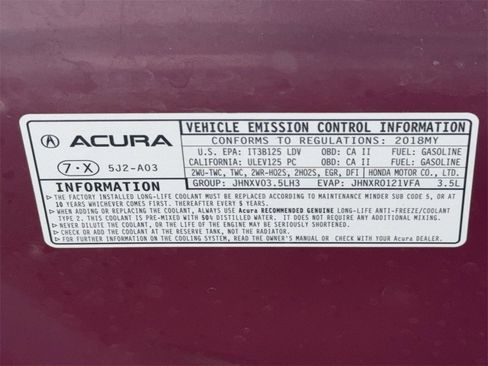 ACURA
7·X 5J2-A03
VEHICLE EMISSION CONTROL INFORMATION
CONFORMS TO REGULATIONS: 2018MY
U.S. EPA: IT3B125 LDV OBD: CA II FUEL: GASOLINE
CALIFORNIA: ULEV125 PC OBD: CA II FUEL: GASOLINE
2WU-TWC, TWC, 2WR-HO2S, 2HO2S, EGR, DFI HONDA MOTOR CO., LTD.
GROUP: JHNXV03.5LH3 EVAP: JHNXR0121VFA 3.5L
INFORMATION
▷THE FACTORY INSTALLED LONG-LIFE COOLANT MUST BE REPLACED ACCORDING TO MAINTENANCE MINDER SUB CODE 5, OR AT
10 YEARS WHICHEVER COMES FIRST. THEREAFTER EVERY 5 YEARS.
▷WHEN ADDING OR REPLACING THE COOLANT, ALWAYS USE Acura RECOMMENDED GENUINE LONG-LIFE ANTI-FREEZE/COOLANT
TYPE 2. THIS COOLANT IS PRE-MIXED WITH 50% DISTILLED WATER. IT DOES NOT REQUIRE ANY ADDITIONAL MIXING.
▷NEVER DILUTE THE COOLANT, OR THE LIFE OF THE ENGINE MAY BE SERIOUSLY SHORTENED.
▷CHECK OR ADD COOLANT AT THE RESERVE TANK, NOT THE RADIATOR.
▷FOR FURTHER INFORMATION ON THE COOLING SYSTEM, READ THE OWNER'S MANUAL OR CHECK WITH ANY Acura DEALER.